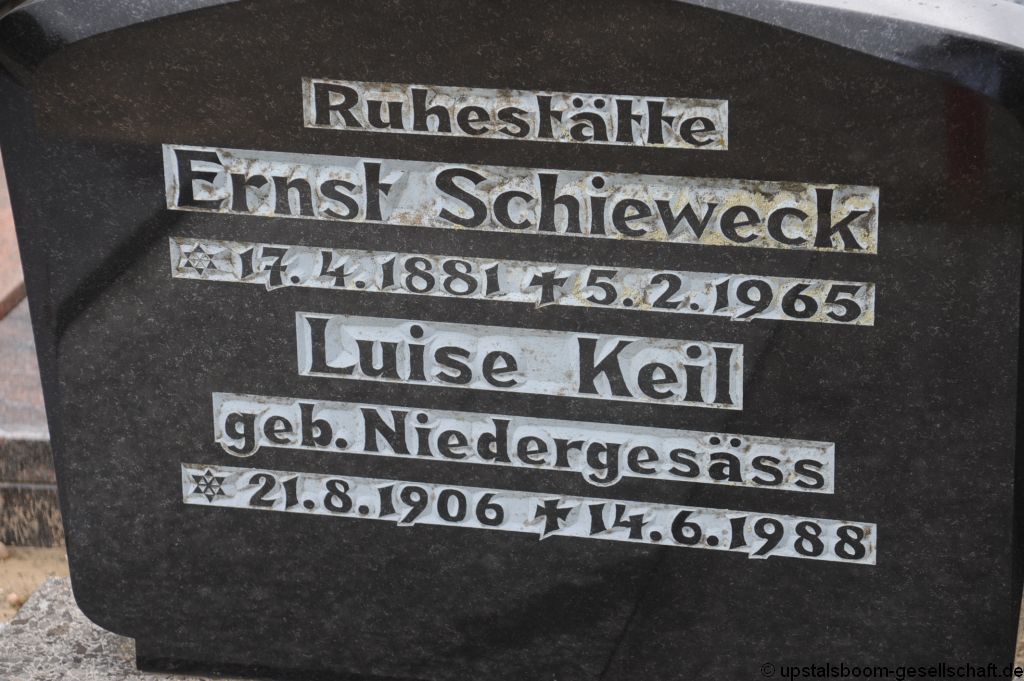 Ruhestätte
Ernst Schieweck
✡ 17. 4. 1881 ✝ 5. 2. 1965
Luise Keil
geb. Niedergesäss
✡ 21. 8. 1906 ✝ 14. 6. 1988
© upstalsboom-gesellschaft.de